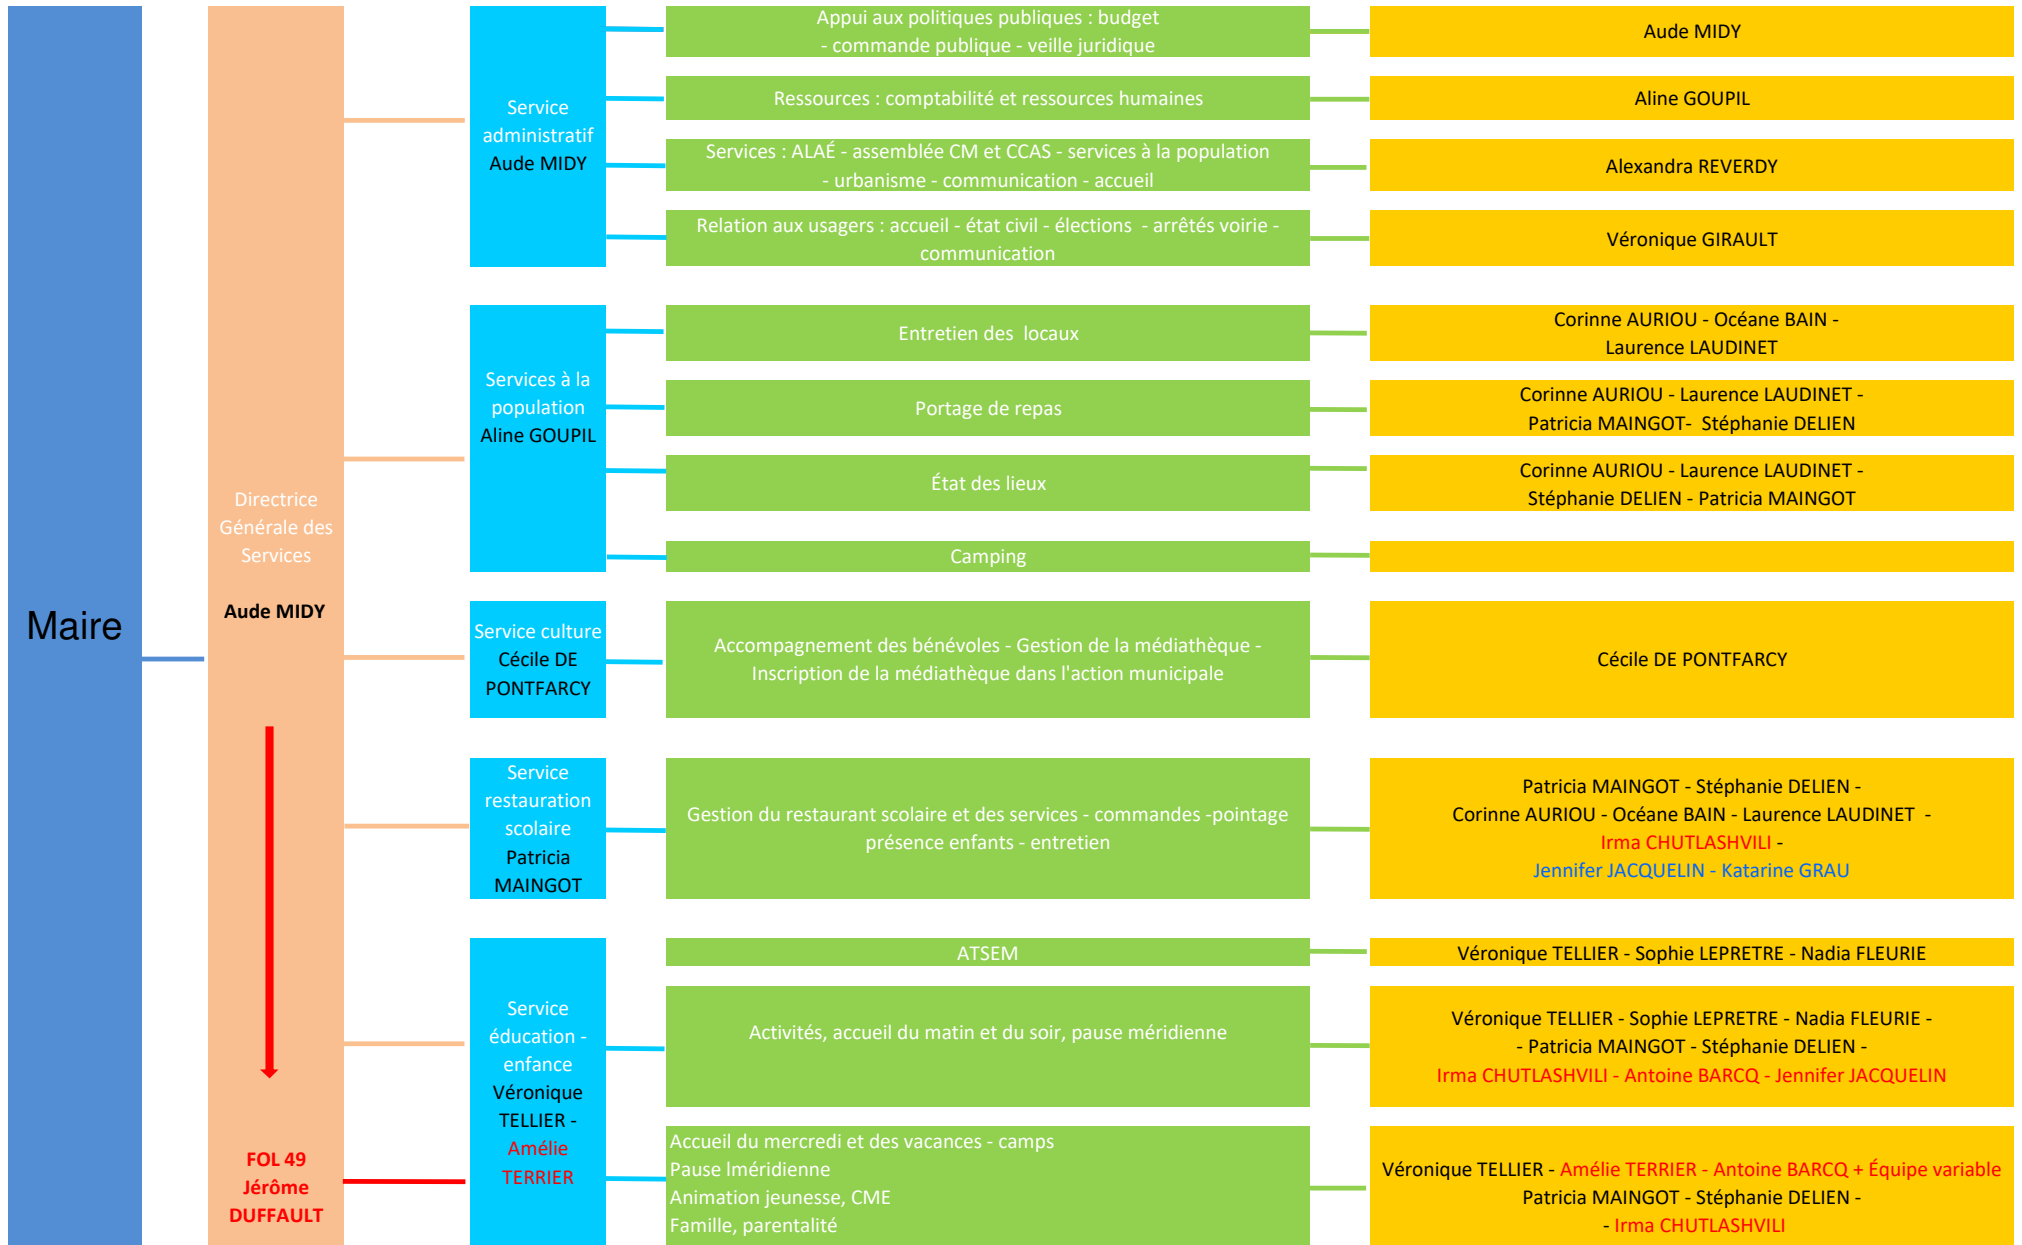 Maire
Directrice
Générale des
Services
Aude MIDY
FOL 49
Jérôme
DUFFAULT
Service
administratif
Aude MIDY
Appui aux politiques publiques : budget
- commande publique - veille juridique
Aude MIDY
Ressources : comptabilité et ressources humaines
Aline GOUPIL
Services : ALAÉ - assemblée CM et CCAS - services à la population
- urbanisme - communication - accueil
Alexandra REVERDY
Relation aux usagers : accueil - état civil - élections - arrêtés voirie -
communication
Véronique GIRAULT
Services à la
population
Aline GOUPIL
Entretien des locaux
Corinne AURIOU - Océane BAIN -
Laurence LAUDINET
Portage de repas
Corinne AURIOU - Laurence LAUDINET -
Patricia MAINGOT- Stéphanie DELIEN
État des lieux
Corinne AURIOU - Laurence LAUDINET -
Stéphanie DELIEN - Patricia MAINGOT
Camping
Service culture
Cécile DE
PONTFARCY
Accompagnement des bénévoles - Gestion de la médiathèque -
Inscription de la médiathèque dans l'action municipale
Cécile DE PONTFARCY
Service
restauration
scolaire
Patricia
MAINGOT
Gestion du restaurant scolaire et des services - commandes -pointage
présence enfants - entretien
Patricia MAINGOT - Stéphanie DELIEN -
Corinne AURIOU - Océane BAIN - Laurence LAUDINET -
Irma CHUTLASHVILI -
Jennifer JACQUELIN - Katarine GRAU
Service
éducation -
enfance
Véronique
TELLIER -
Amélie
TERRIER
ATSEM
Véronique TELLIER - Sophie LEPRETRE - Nadia FLEURIE
Activités, accueil du matin et du soir, pause méridienne
Véronique TELLIER - Sophie LEPRETRE - Nadia FLEURIE -
- Patricia MAINGOT - Stéphanie DELIEN -
Irma CHUTLASHVILI - Antoine BARCQ - Jennifer JACQUELIN
Accueil du mercredi et des vacances - camps
Pause lméridienne
Animation jeunesse, CME
Famille, parentalité
Véronique TELLIER - Amélie TERRIER - Antoine BARCQ + Équipe variable
Patricia MAINGOT - Stéphanie DELIEN -
- Irma CHUTLASHVILI